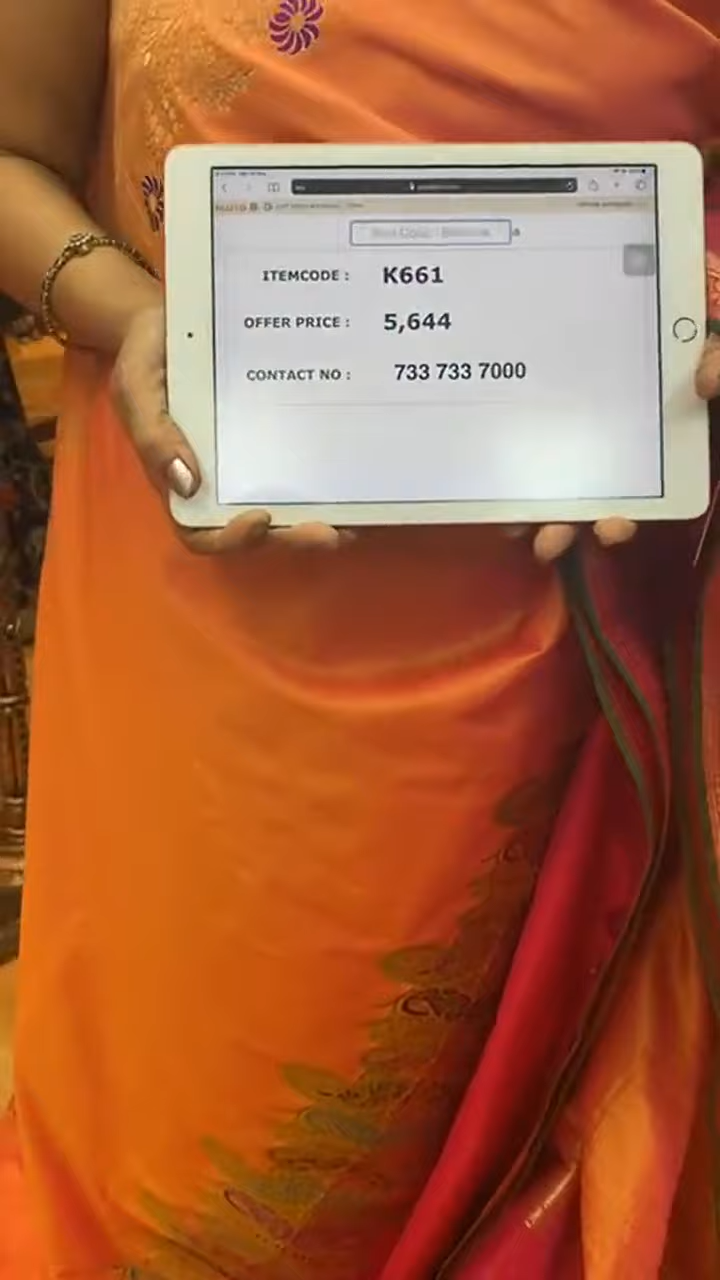 ITEMCODE : K661
OFFER PRICE : 5,644
CONTACT NO : 733 733 7000